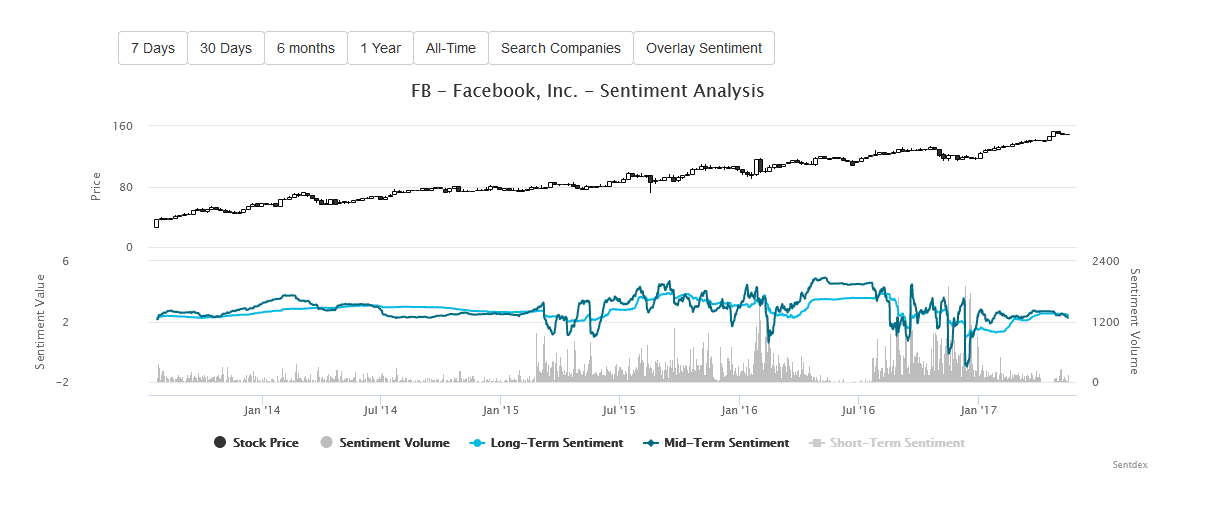 7 Days 30 Days 6 months 1 Year All-Time Search Companies Overlay Sentiment
FB - Facebook, Inc. - Sentiment Analysis
160
80
0
Price
6
2
-2
Sentiment Value
2400
1200
0
Sentiment Volume
Jan '14 Jul '14 Jan '15 Jul '15 Jan '16 Jul '16 Jan '17
Stock Price Sentiment Volume Long-Term Sentiment Mid-Term Sentiment Short-Term Sentiment
Sentdex